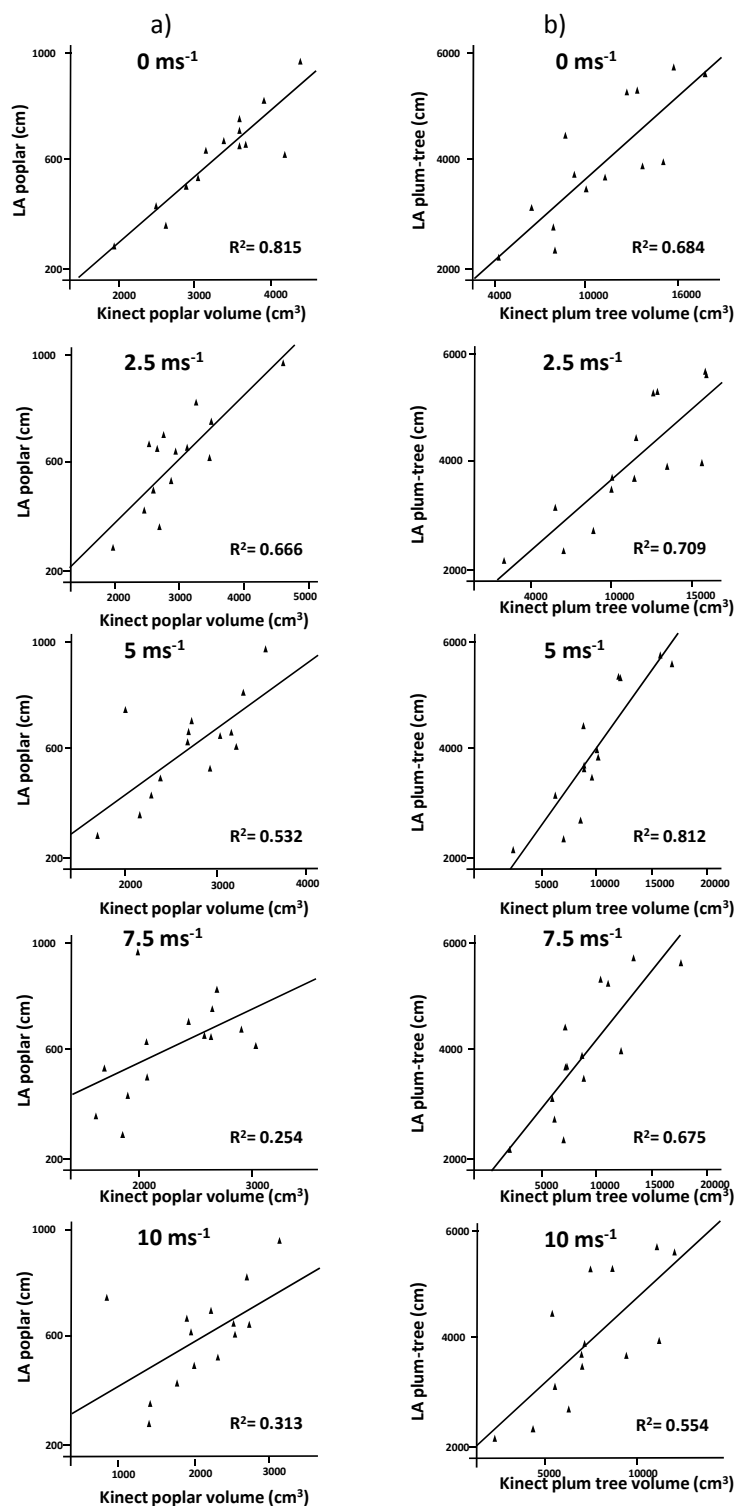 a)
1000
0 ms⁻¹
LA poplar (cm)
600
R²= 0.815
200
2000 3000 4000
Kinect poplar volume (cm³)
1000
2.5 ms⁻¹
LA poplar (cm)
600
R²= 0.666
200
2000 3000 4000 5000
Kinect poplar volume (cm³)
5 ms⁻¹
1000
LA poplar (cm)
600
R²= 0.532
200
2000 3000 4000
Kinect poplar volume (cm³)
7.5 ms⁻¹
1000
LA poplar (cm)
600
R²= 0.254
200
2000 3000
Kinect poplar volume (cm³)
1000
10 ms⁻¹
LA poplar (cm)
600
R²= 0.313
200
1000 2000 3000
Kinect poplar volume (cm³)
b)
6000
0 ms⁻¹
LA plum-tree (cm)
4000
R²= 0.684
2000
4000 10000 16000
Kinect plum tree volume (cm³)
6000
2.5 ms⁻¹
LA plum-tree (cm)
4000
R²= 0.709
2000
4000 10000 15000
Kinect plum tree volume (cm³)
6000
5 ms⁻¹
LA plum-tree (cm)
4000
R²= 0.812
2000
5000 10000 15000 20000
Kinect plum tree volume (cm³)
6000
7.5 ms⁻¹
LA plum-tree (cm)
4000
R²= 0.675
2000
5000 10000 15000 20000
Kinect plum tree volume (cm³)
6000
10 ms⁻¹
LA plum-tree (cm)
4000
R²= 0.554
2000
5000 10000
Kinect plum tree volume (cm³)